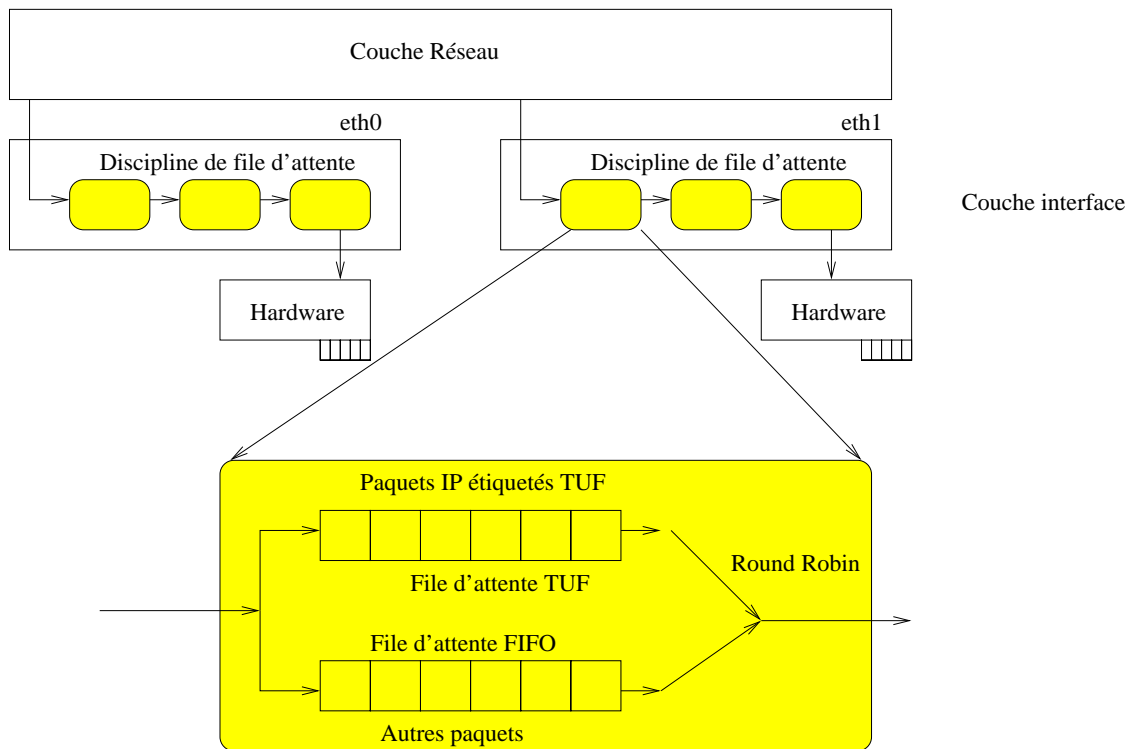 Couche Réseau
eth0
eth1
Discipline de file d'attente
Discipline de file d'attente
Couche interface
Hardware
Hardware
Paquets IP étiquetés TUF
Round Robin
File d'attente TUF
File d'attente FIFO
Autres paquets